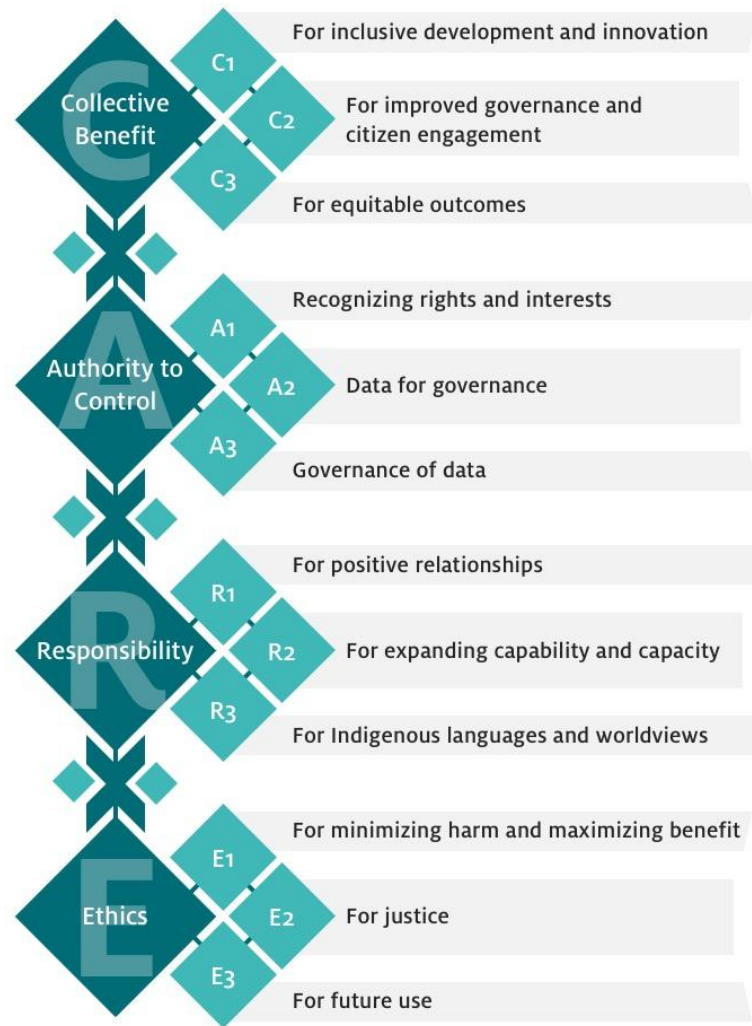 C
Collective
Benefit
C1
For inclusive development and innovation
C2
For improved governance and
citizen engagement
C3
For equitable outcomes
A
Authority to
Control
A1
Recognizing rights and interests
A2
Data for governance
A3
Governance of data
R
Responsibility
R1
For positive relationships
R2
For expanding capability and capacity
R3
For Indigenous languages and worldviews
E
Ethics
E1
For minimizing harm and maximizing benefit
E2
For justice
E3
For future use